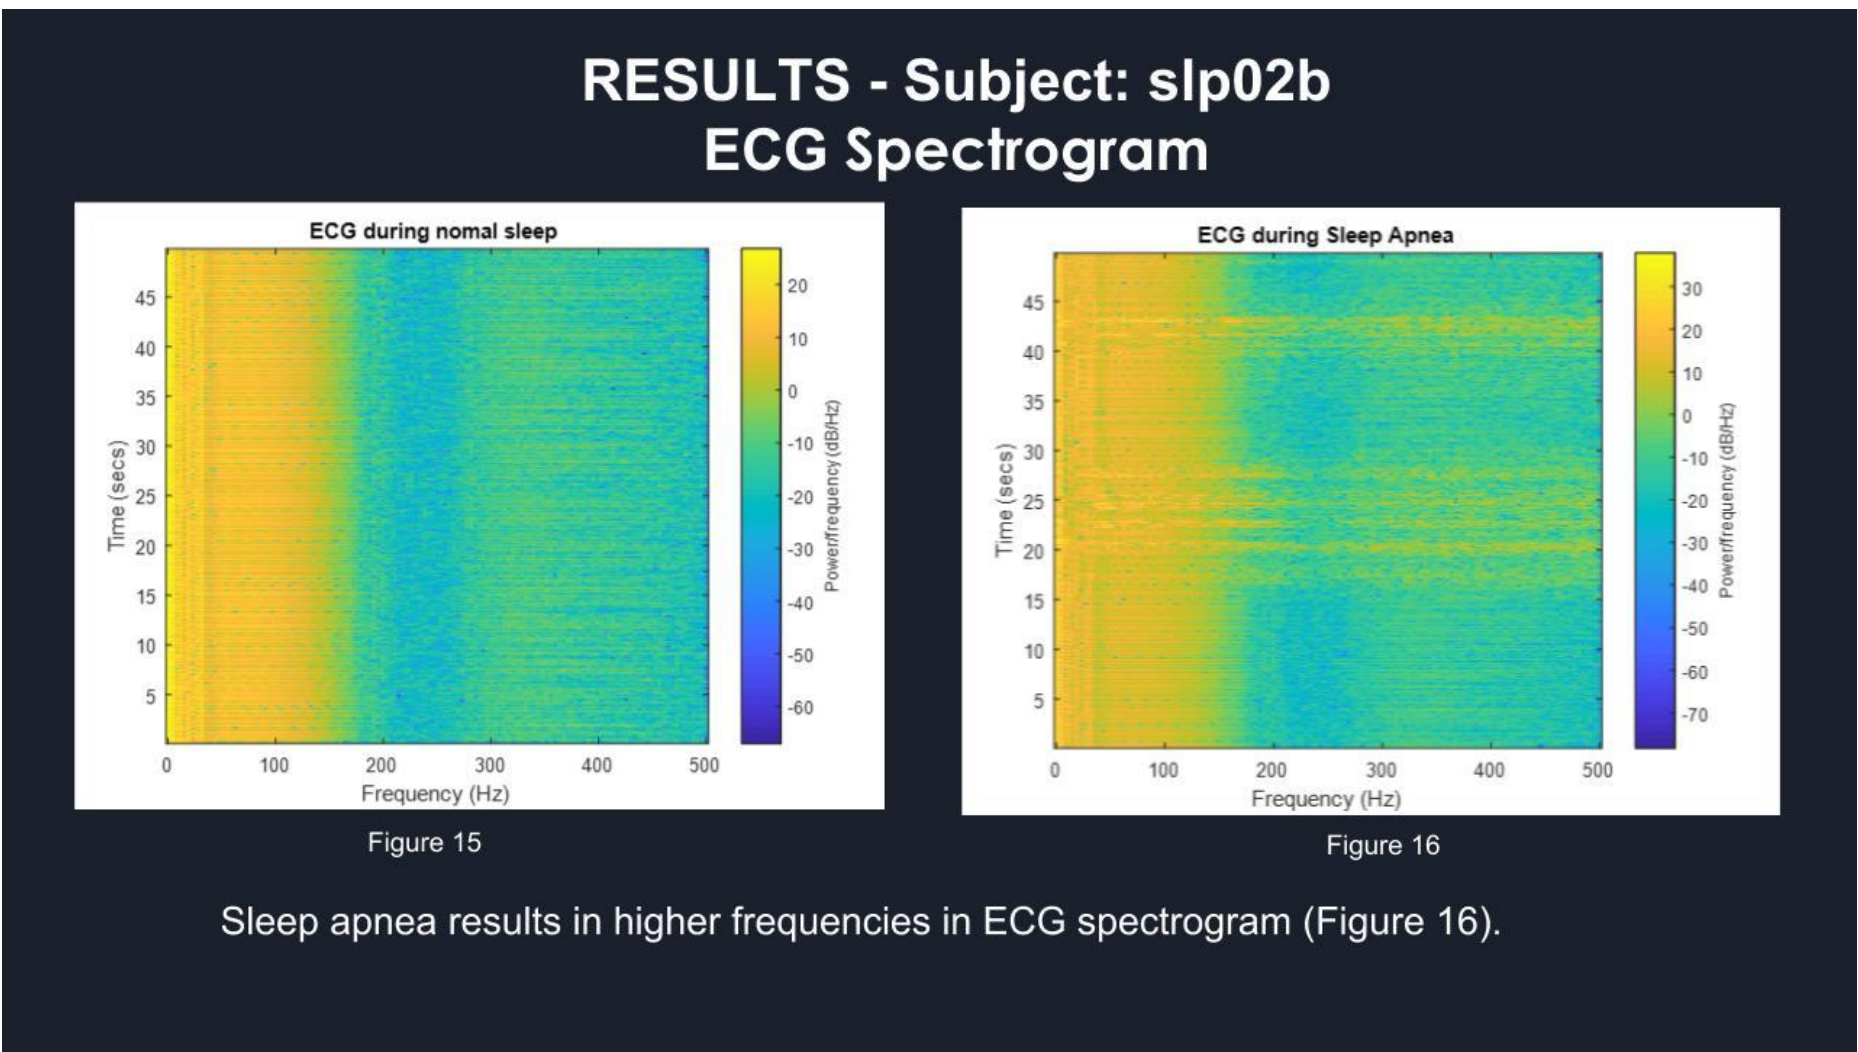 RESULTS - Subject: slp02b
ECG Spectrogram
ECG during nomal sleep
45
40
35
30
25
20
15
10
5
Time (secs)
0 100 200 300 400 500
Frequency (Hz)
20
10
0
-10
-20
-30
-40
-50
-60
Power/frequency (dB/Hz)
Figure 15
ECG during Sleep Apnea
45
40
35
30
25
20
15
10
5
Time (secs)
0 100 200 300 400 500
Frequency (Hz)
30
20
10
0
-10
-20
-30
-40
-50
-60
-70
Power/frequency (dB/Hz)
Figure 16
Sleep apnea results in higher frequencies in ECG spectrogram (Figure 16).